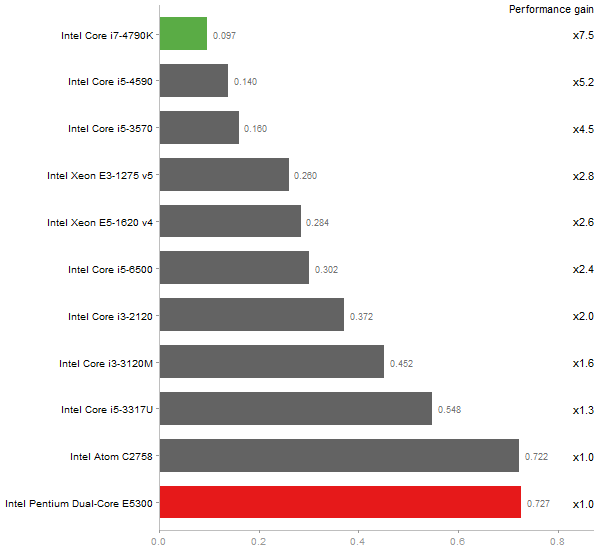 Performance gain
Intel Core i7-4790K 0.097 x7.5
Intel Core i5-4590 0.140 x5.2
Intel Core i5-3570 0.160 x4.5
Intel Xeon E3-1275 v5 0.260 x2.8
Intel Xeon E5-1620 v4 0.284 x2.6
Intel Core i5-6500 0.302 x2.4
Intel Core i3-2120 0.372 x2.0
Intel Core i3-3120M 0.452 x1.6
Intel Core i5-3317U 0.548 x1.3
Intel Atom C2758 0.722 x1.0
Intel Pentium Dual-Core E5300 0.727 x1.0
0.0 0.2 0.4 0.6 0.8